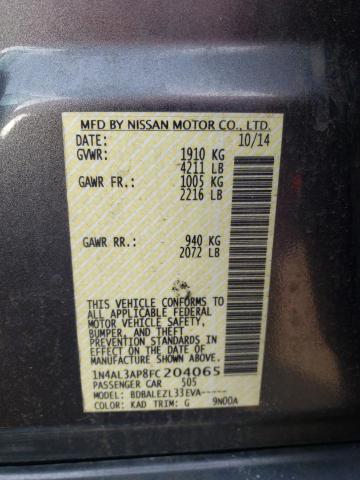 MFD BY NISSAN MOTOR CO., LTD.
DATE: 10/14
GVWR: 1910 KG
4211 LB
GAWR FR.: 1005 KG
2216 LB
GAWR RR.: 940 KG
2072 LB
THIS VEHICLE CONFORMS TO
ALL APPLICABLE FEDERAL
MOTOR VEHICLE SAFETY,
BUMPER, AND THEFT
PREVENTION STANDARDS
IN EFFECT ON THE DATE
OF MANUFACTURE SHOWN
ABOVE.
1N4AL3AP8FC204065
PASSENGER CAR 505
MODEL: BDBALEZL33EVA-----
COLOR: KAD TRIM: G 9N00A